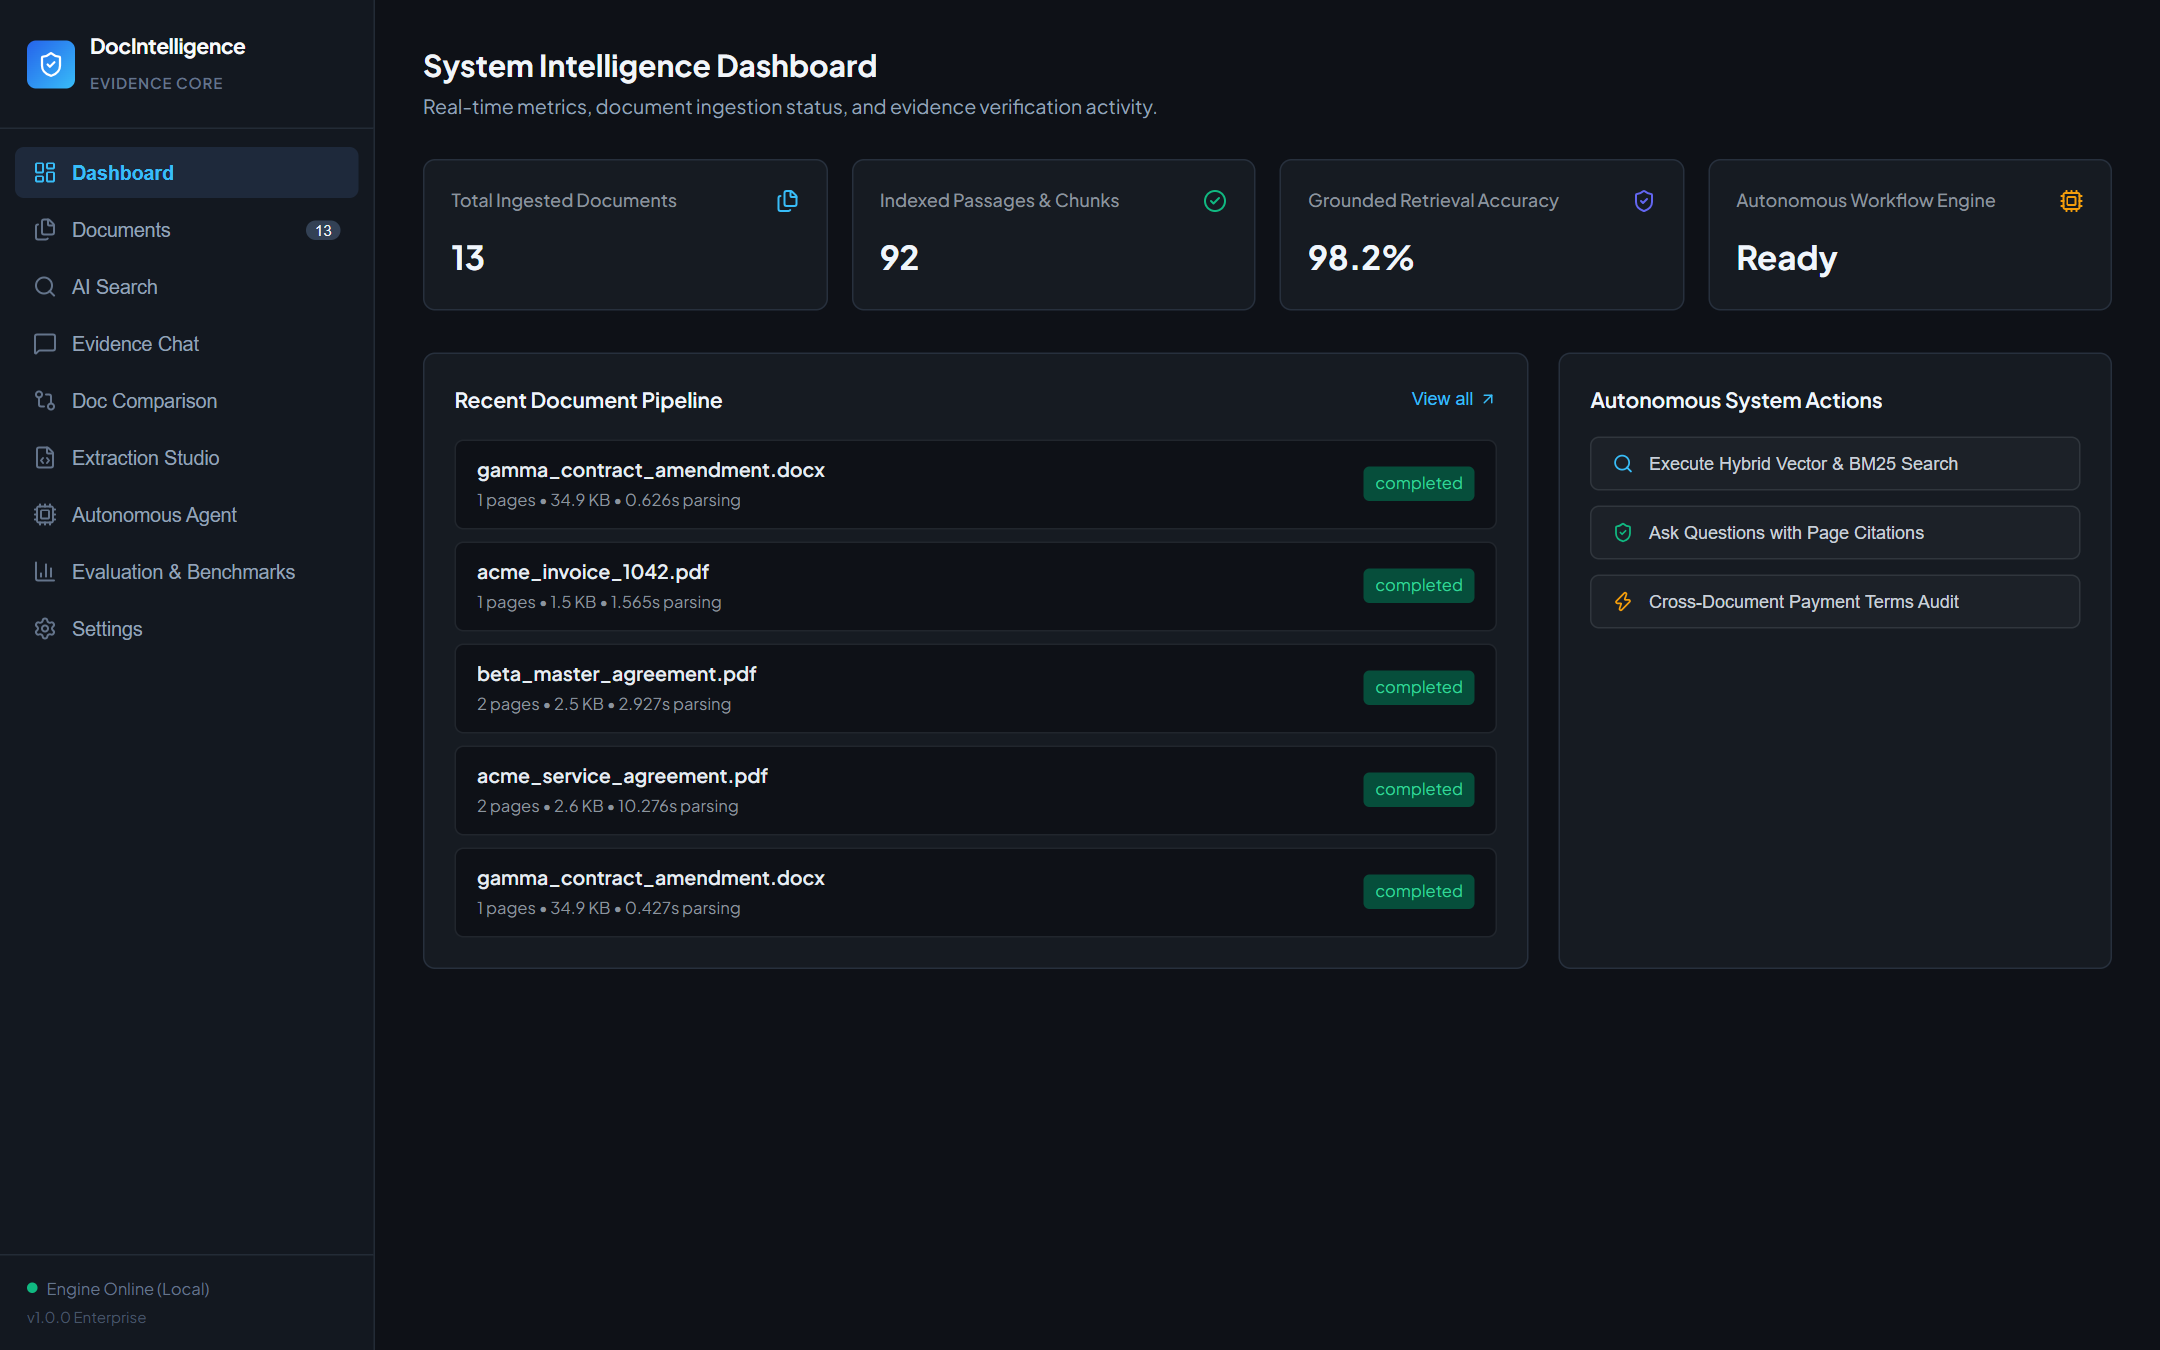 DocIntelligence
EVIDENCE CORE
Dashboard
Documents 13
AI Search
Evidence Chat
Doc Comparison
Extraction Studio
Autonomous Agent
Evaluation & Benchmarks
Settings
Engine Online (Local)
v1.0.0 Enterprise
System Intelligence Dashboard
Real-time metrics, document ingestion status, and evidence verification activity.
Total Ingested Documents
13
Indexed Passages & Chunks
92
Grounded Retrieval Accuracy
98.2%
Autonomous Workflow Engine
Ready
Recent Document Pipeline
View all
gamma_contract_amendment.docx
1 pages • 34.9 KB • 0.626s parsing
completed
acme_invoice_1042.pdf
1 pages • 1.5 KB • 1.565s parsing
completed
beta_master_agreement.pdf
2 pages • 2.5 KB • 2.927s parsing
completed
acme_service_agreement.pdf
2 pages • 2.6 KB • 10.276s parsing
completed
gamma_contract_amendment.docx
1 pages • 34.9 KB • 0.427s parsing
completed
Autonomous System Actions
Execute Hybrid Vector & BM25 Search
Ask Questions with Page Citations
Cross-Document Payment Terms Audit